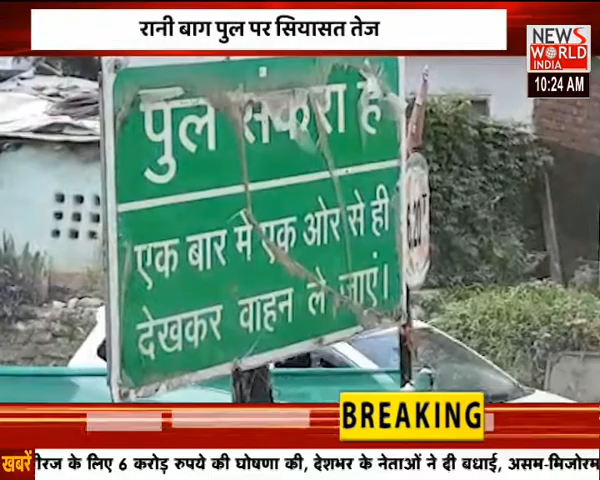 रानी बाग पुल पर सियासत तेज
NEWS
WORLD
INDIA
10:24 AM
पुल संकरा है
एक बार में एक ओर से ही
देखकर वाहन ले जाएं।
BREAKING
खबरें
के लिए 6 करोड़ रुपये की घोषणा की, देशभर के नेताओं ने दी बधाई, असम-मिजोरम